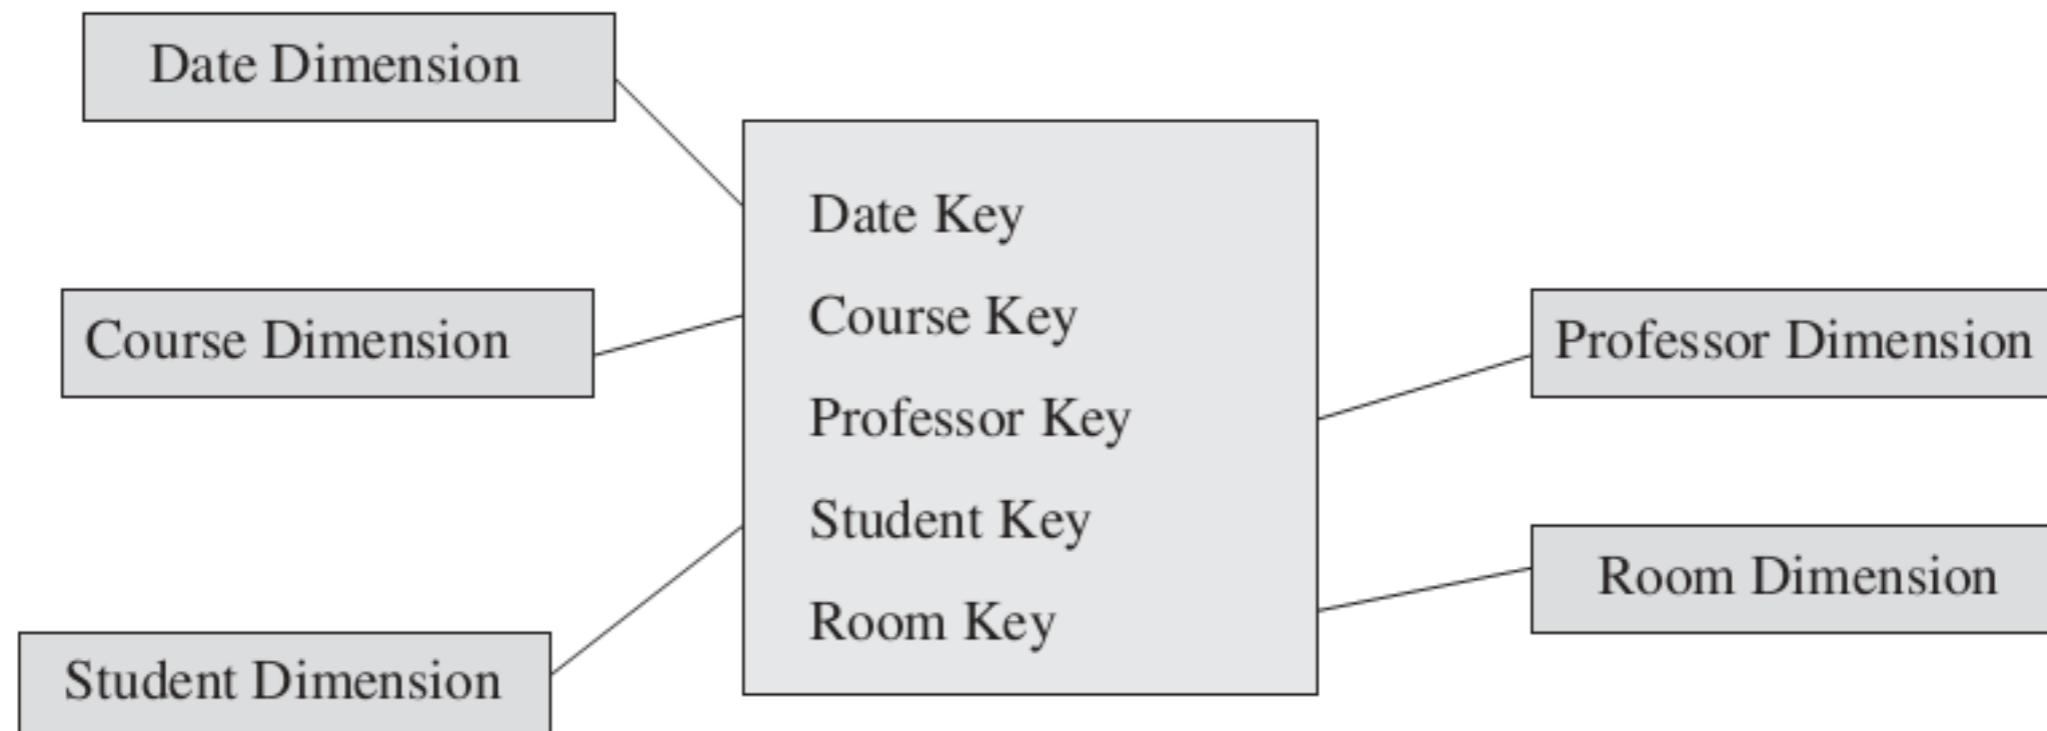 Date Dimension
Course Dimension
Student Dimension
Date Key
Course Key
Professor Key
Student Key
Room Key
Professor Dimension
Room Dimension